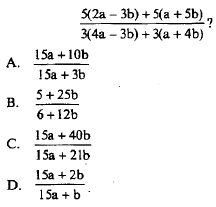 5(2a – 3b) + 5(a + 5b)
3(4a – 3b) + 3(a + 4b) ?
A. 15a + 10b
15a + 3b
B. 5 + 25b
6 + 12b
C. 15a + 40b
15a + 21b
D. 15a + 2b
15a + b